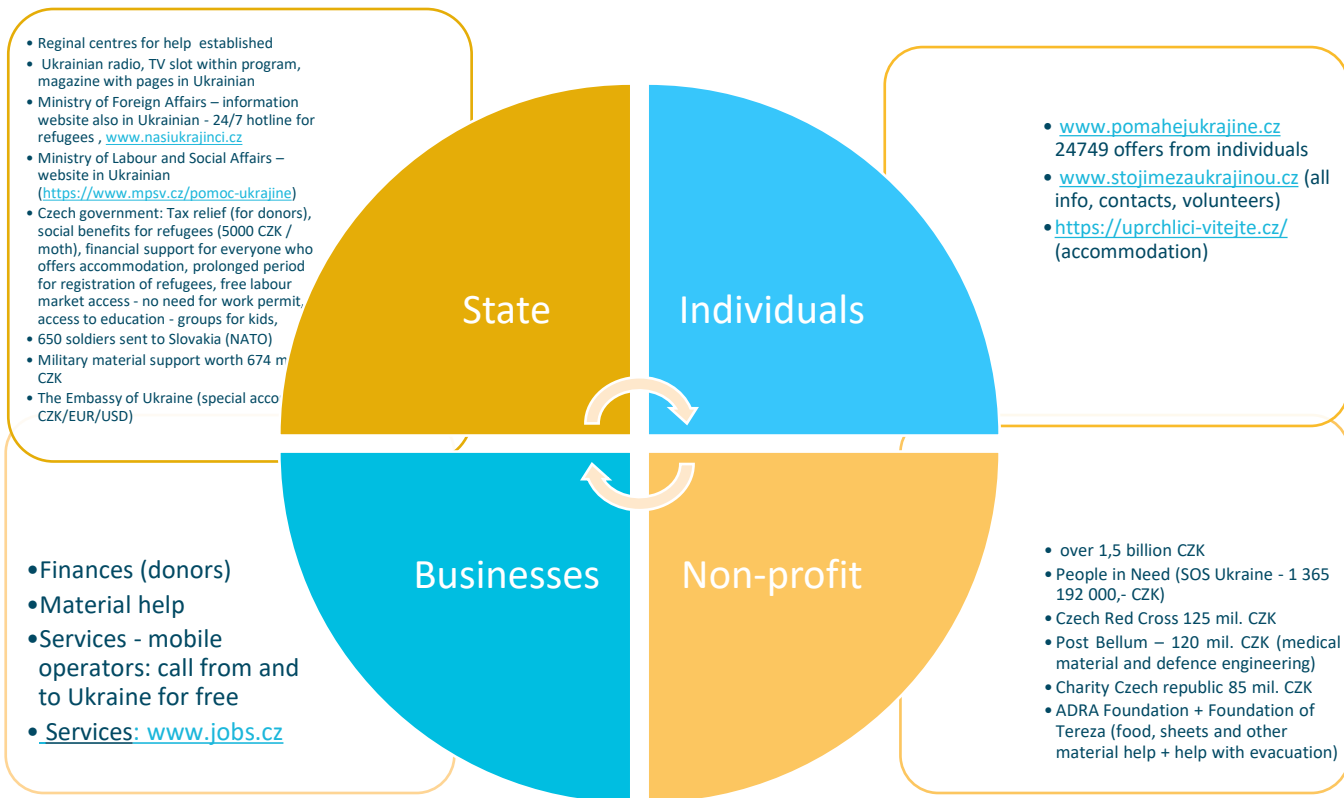 • Reginal centres for help established
• Ukrainian radio, TV slot within program,
magazine with pages in Ukrainian
• Ministry of Foreign Affairs – information
website also in Ukrainian - 24/7 hotline for
refugees , www.nasiukrajinci.cz
• Ministry of Labour and Social Affairs –
website in Ukrainian
(https://www.mpsv.cz/pomoc-ukrajine)
• Czech government: Tax relief (for donors),
social benefits for refugees (5000 CZK /
moth), financial support for everyone who
offers accommodation, prolonged period
for registration of refugees, free labour
market access - no need for work permit,
access to education - groups for kids,
• 650 soldiers sent to Slovakia (NATO)
• Military material support worth 674 m
CZK
• The Embassy of Ukraine (special acco
CZK/EUR/USD)
State
Individuals
• www.pomahejukrajine.cz
24749 offers from individuals
• www.stojimezaukrajinou.cz (all
info, contacts, volunteers)
• https://uprchlici-vitejte.cz/
(accommodation)
•Finances (donors)
•Material help
•Services - mobile
operators: call from and
to Ukraine for free
• Services: www.jobs.cz
Businesses
Non-profit
• over 1,5 billion CZK
• People in Need (SOS Ukraine - 1 365
192 000,- CZK)
• Czech Red Cross 125 mil. CZK
• Post Bellum – 120 mil. CZK (medical
material and defence engineering)
• Charity Czech republic 85 mil. CZK
• ADRA Foundation + Foundation of
Tereza (food, sheets and other
material help + help with evacuation)